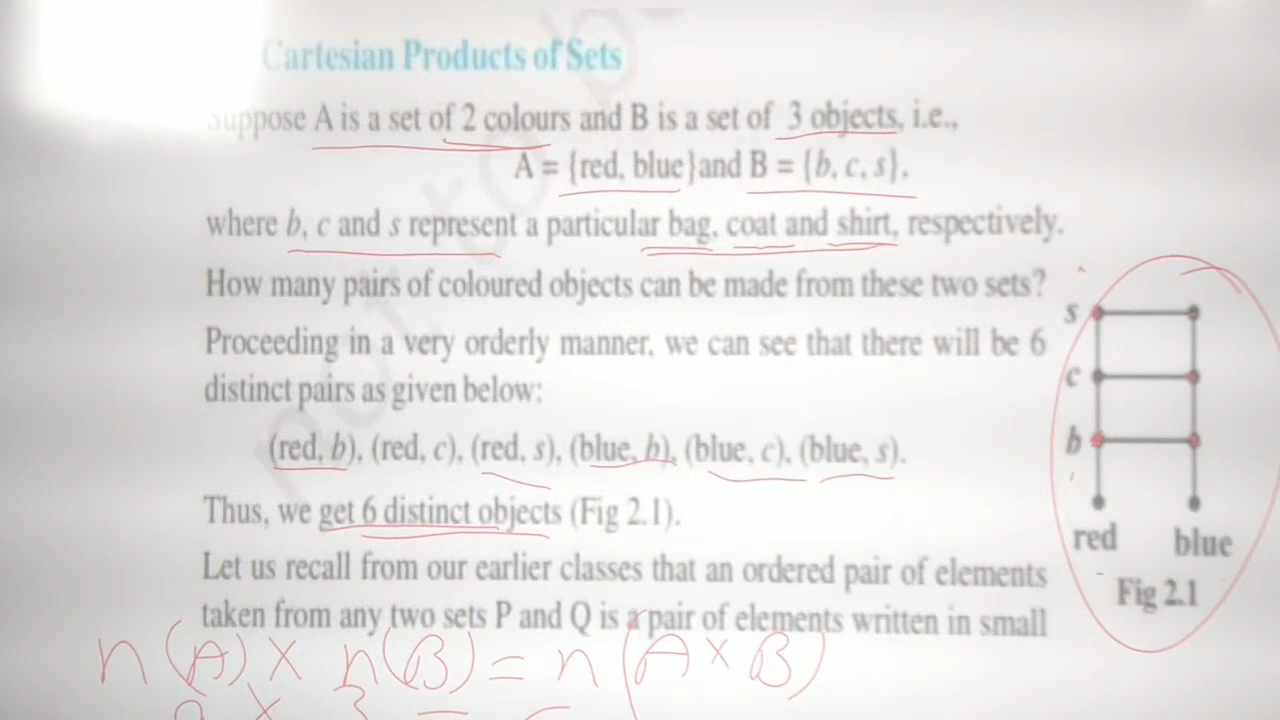 Cartesian Products of Sets
Suppose A is a set of 2 colours and B is a set of 3 objects, i.e.,
A = {red, blue}and B = {b, c, s},
where b, c and s represent a particular bag, coat and shirt, respectively.
How many pairs of coloured objects can be made from these two sets?
Proceeding in a very orderly manner, we can see that there will be 6
distinct pairs as given below:
(red, b), (red, c), (red, s), (blue, b), (blue, c), (blue, s).
Thus, we get 6 distinct objects (Fig 2.1).
Let us recall from our earlier classes that an ordered pair of elements
taken from any two sets P and Q is a pair of elements written in small
s
c
b
red blue
Fig 2.1
n(A) × n(B) = n(A × B)